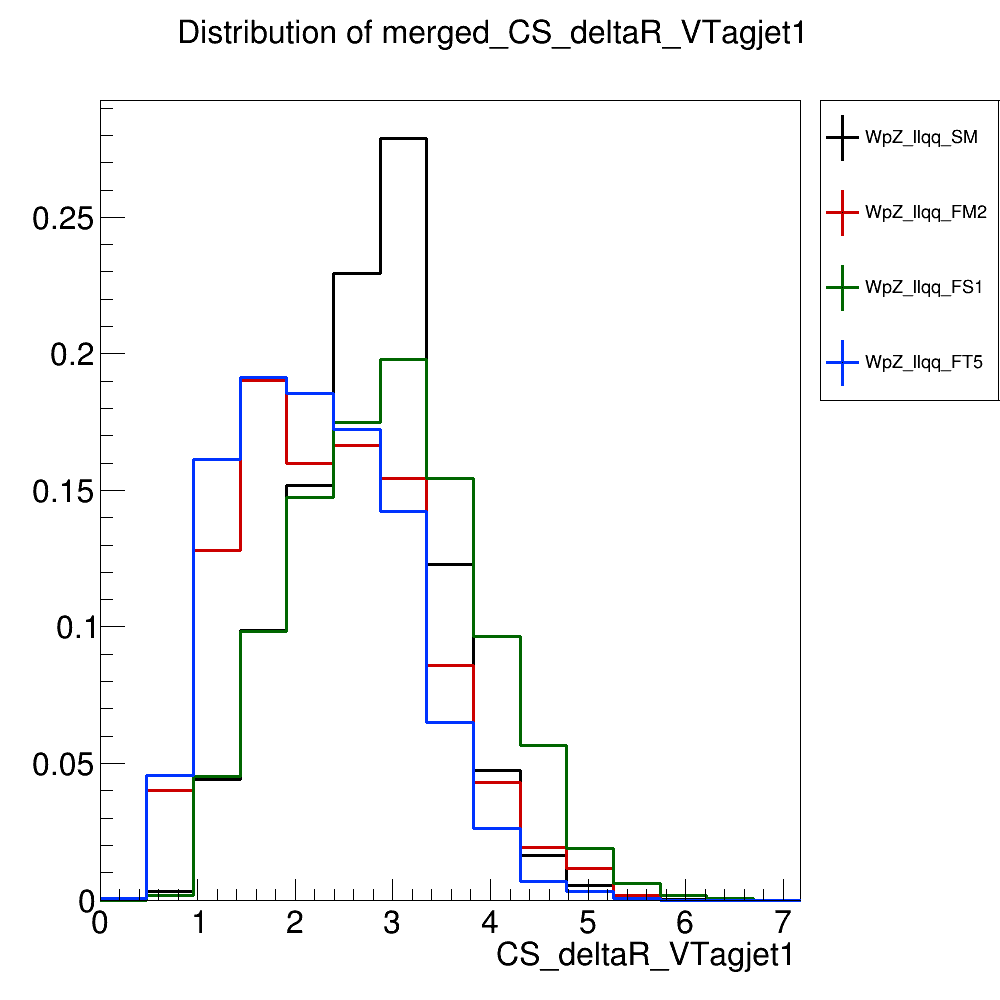 Distribution of merged_CS_deltaR_VTagjet1
WpZ_llqq_SM
WpZ_llqq_FM2
WpZ_llqq_FS1
WpZ_llqq_FT5
0.25
0.2
0.15
0.1
0.05
0
0 1 2 3 4 5 6 7
CS_deltaR_VTagjet1